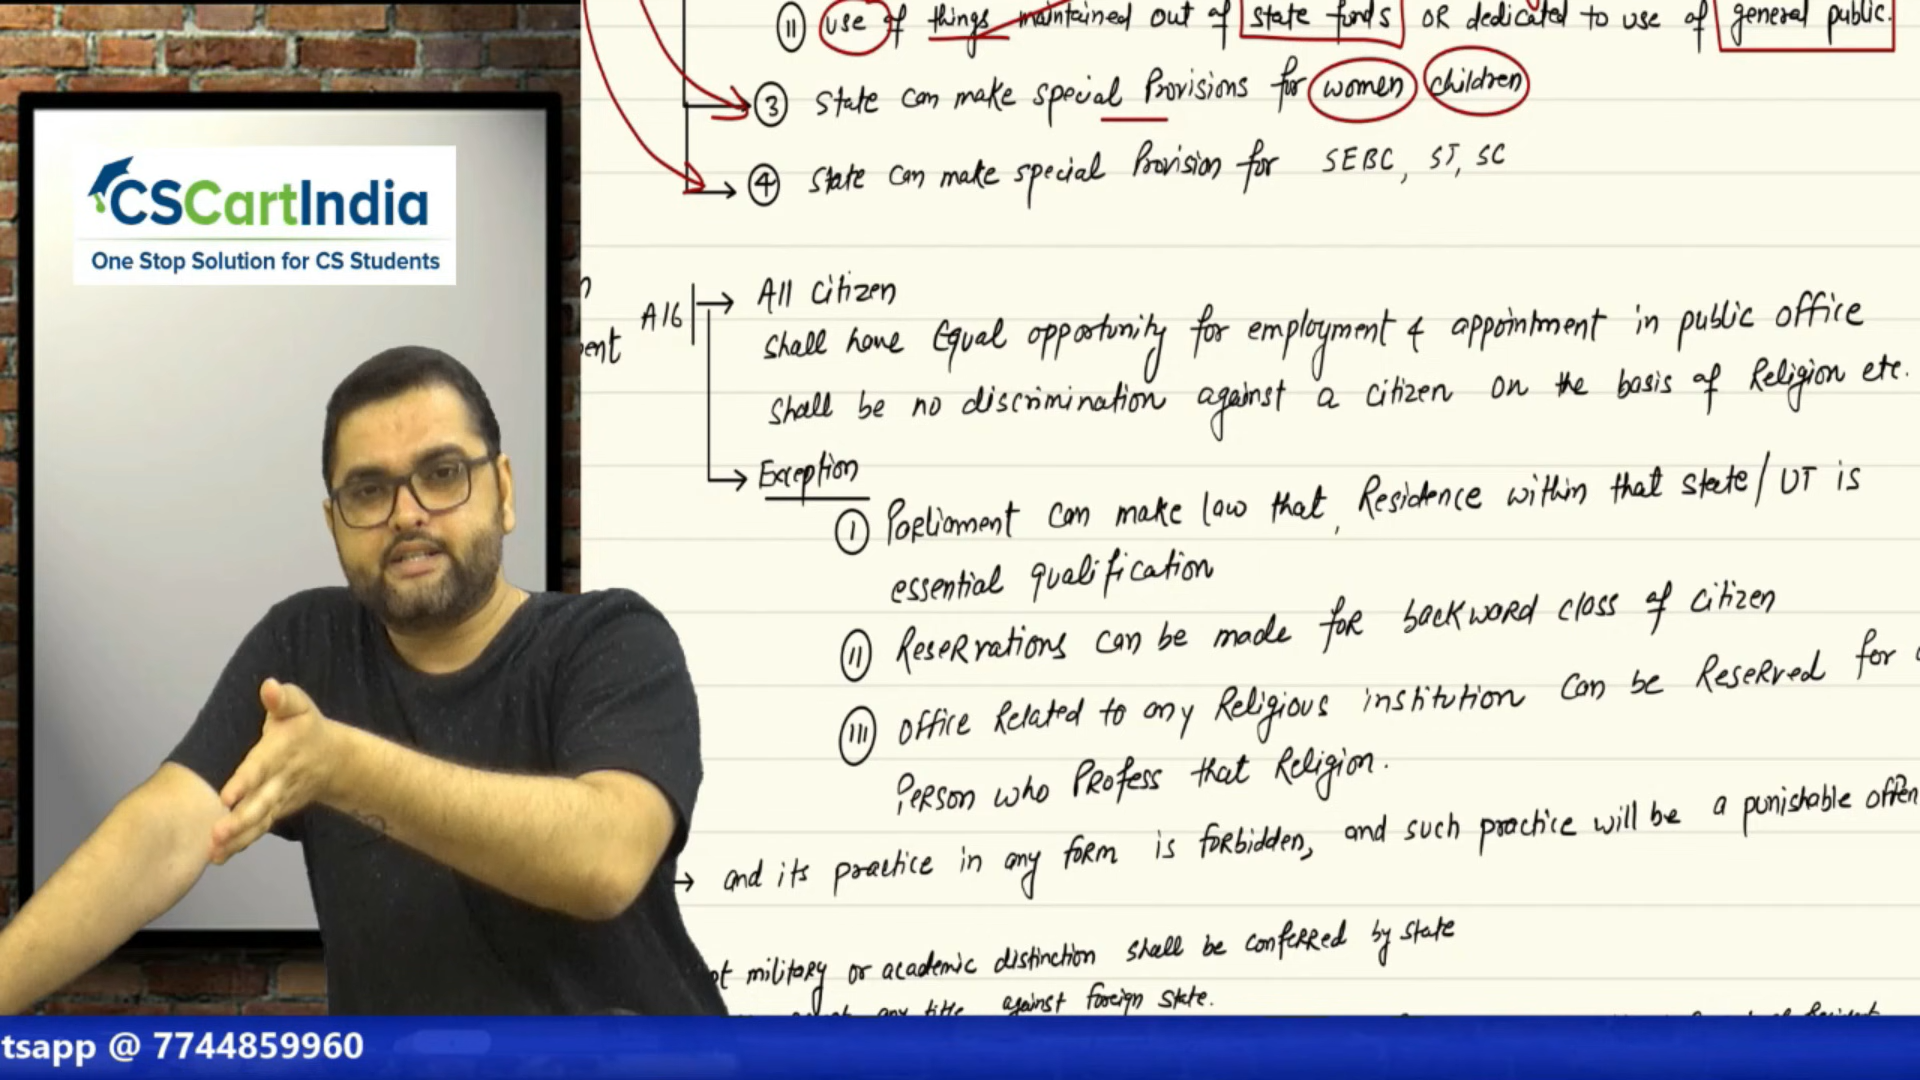 (ii) use of things maintained out of state funds OR dedicated to use of general public.
(3) State can make special Provisions for women children
(4) State can make special Provision for SEBC, ST, SC
CSCartIndia
One Stop Solution for CS Students
A16 → All Citizen
Shall have Equal opportunity for employment & appointment in public office
ent
Shall be no discrimination against a citizen on the basis of Religion etc.
→ Exception
(I) Parliament can make law that, Residence within that state/UT is
essential qualification
(II) Reservations can be made for backword class of citizen
(III) office Related to any Religious institution can be Reserved for
Person who Profess that Religion.
→ and its practice in any form is forbidden, and such practice will be a punishable offen
ot military or academic distinction shall be conferred by state
any title against foreign state.
tsapp @ 7744859960